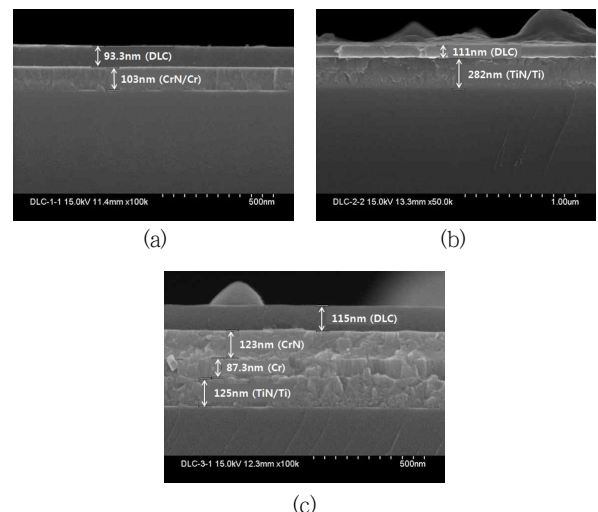 93.3nm (DLC)
103nm (CrN/Cr)
DLC-1-1 15.0kV 11.4mm x100k 500nm
(a)
111nm (DLC)
282nm (TiN/Ti)
DLC-2-2 15.0kV 13.3mm x50.0k 1.00um
(b)
115nm (DLC)
123nm (CrN)
87.3nm (Cr)
125nm (TiN/Ti)
DLC-3-1 15.0kV 12.3mm x100k 500nm
(c)